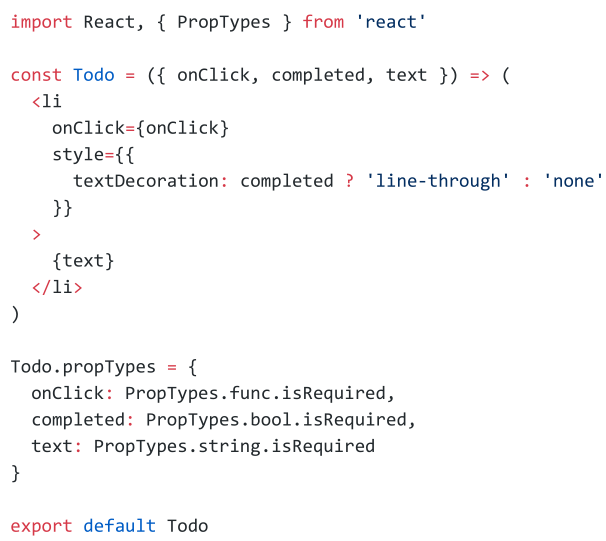 import React, { PropTypes } from 'react'

const Todo = ({ onClick, completed, text }) => (
  <li
    onClick={onClick}
    style={{
      textDecoration: completed ? 'line-through' : 'none'
    }}
  >
    {text}
  </li>
)

Todo.propTypes = {
  onClick: PropTypes.func.isRequired,
  completed: PropTypes.bool.isRequired,
  text: PropTypes.string.isRequired
}

export default Todo